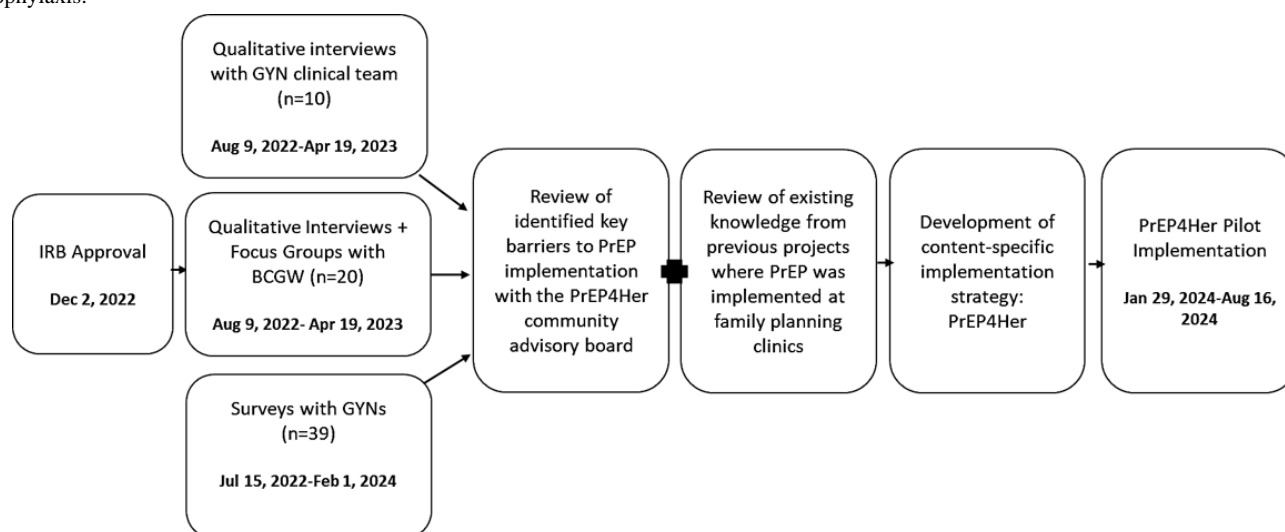 ophylaxis.
Qualitative interviews
with GYN clinical team
(n=10)
Aug 9, 2022-Apr 19, 2023
IRB Approval
Dec 2, 2022
Qualitative Interviews +
Focus Groups with
BCGW (n=20)
Aug 9, 2022- Apr 19, 2023
Surveys with GYNs
(n=39)
Jul 15, 2022-Feb 1, 2024
Review of
identified key
barriers to PrEP
implementation
with the PrEP4Her
community
advisory board
Review of existing
knowledge from
previous projects
where PrEP was
implemented at
family planning
clinics
Development of
content-specific
implementation
strategy:
PrEP4Her
PrEP4Her Pilot
Implementation
Jan 29, 2024-Aug 16,
2024